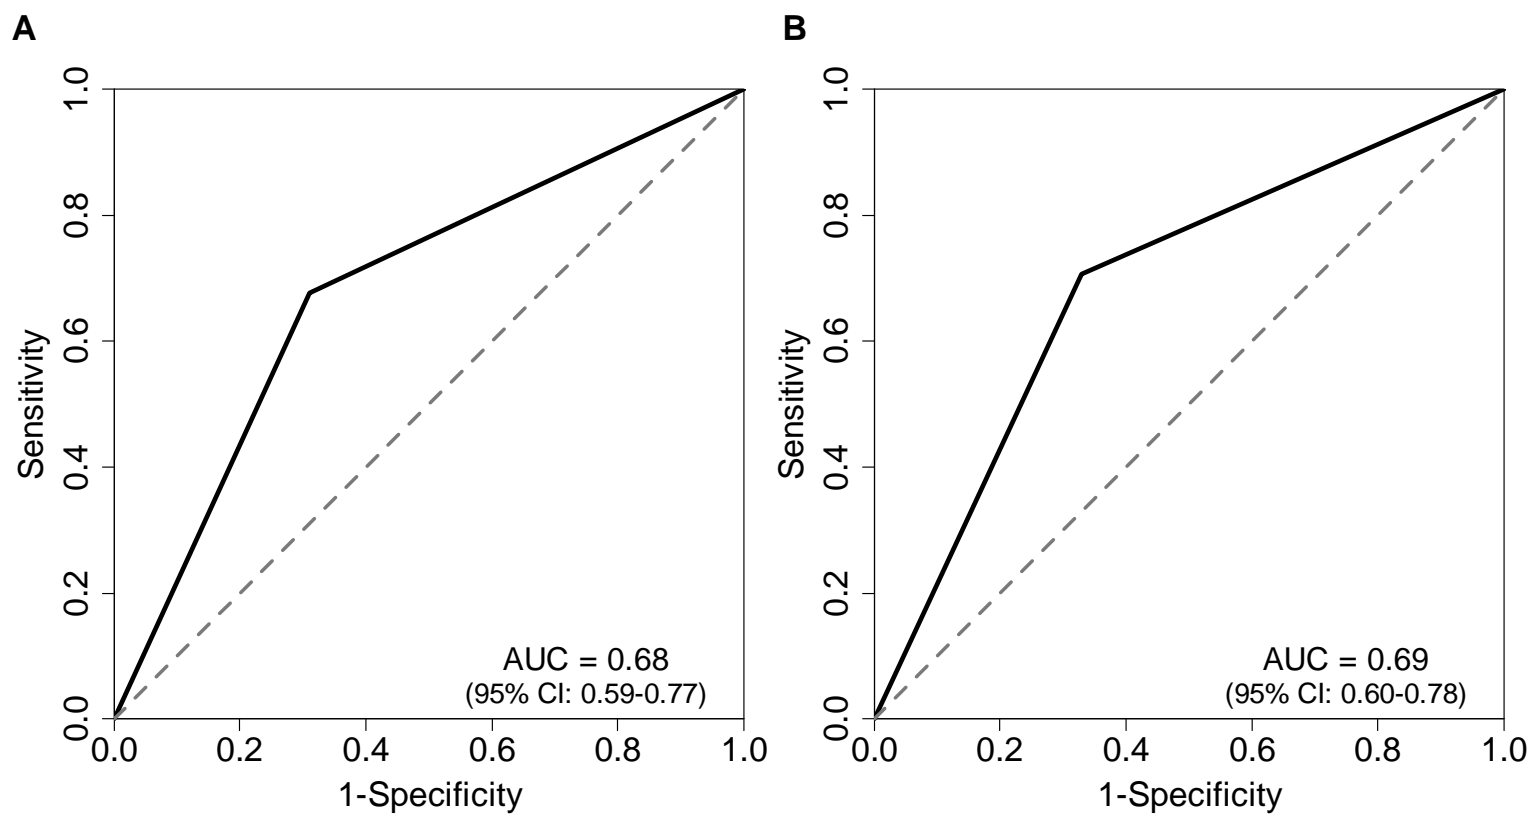 A
1.0
0.8
0.6
0.4
0.2
0.0
Sensitivity
AUC = 0.68
(95% CI: 0.59-0.77)
0.0 0.2 0.4 0.6 0.8 1.0
1-Specificity
B
1.0
0.8
0.6
0.4
0.2
0.0
Sensitivity
AUC = 0.69
(95% CI: 0.60-0.78)
0.0 0.2 0.4 0.6 0.8 1.0
1-Specificity